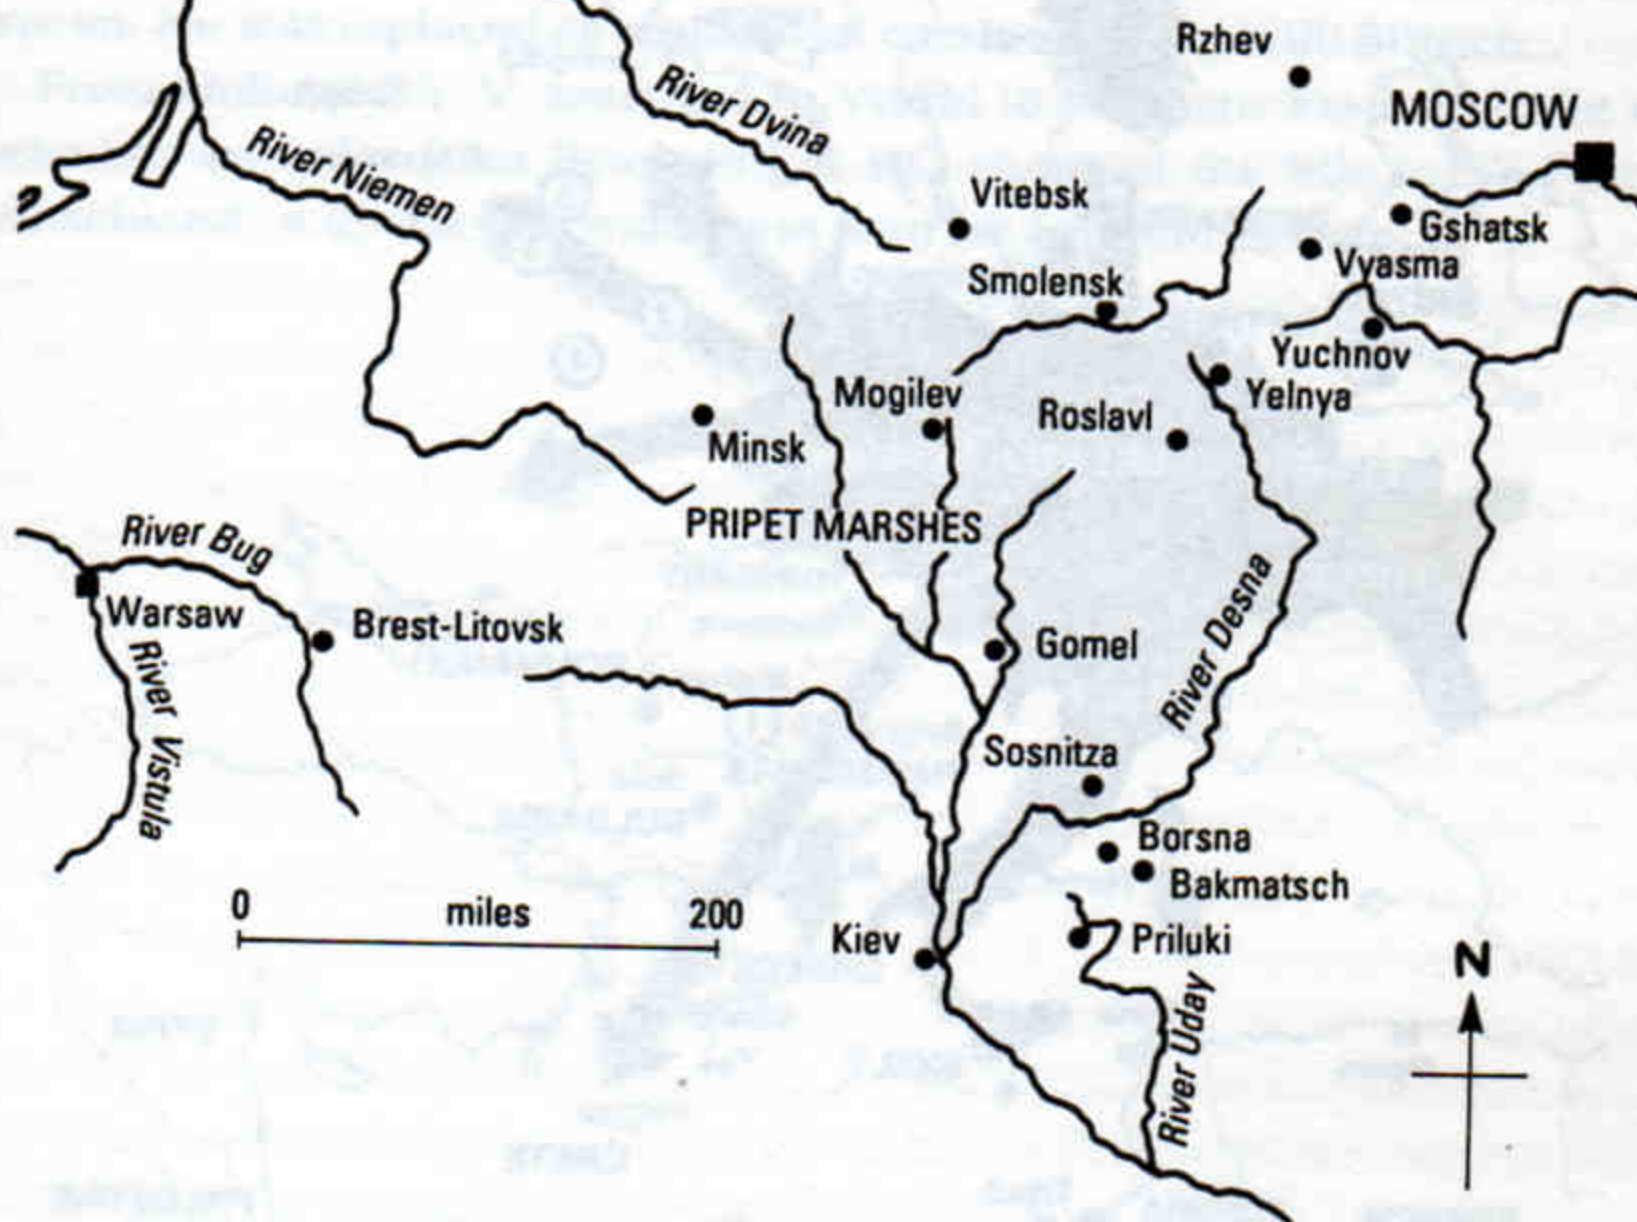 Rzhev
MOSCOW
River Dvina
River Niemen
Vitebsk
Gshatsk
Vyasma
Smolensk
Yuchnov
Mogilev
Yelnya
Roslavl
Minsk
PRIPET MARSHES
River Bug
Warsaw
Brest-Litovsk
Gomel
River Desna
River Vistula
Sosnitza
Borsna
Bakmatsch
0 miles 200
Kiev
Priluki
N
River Uday